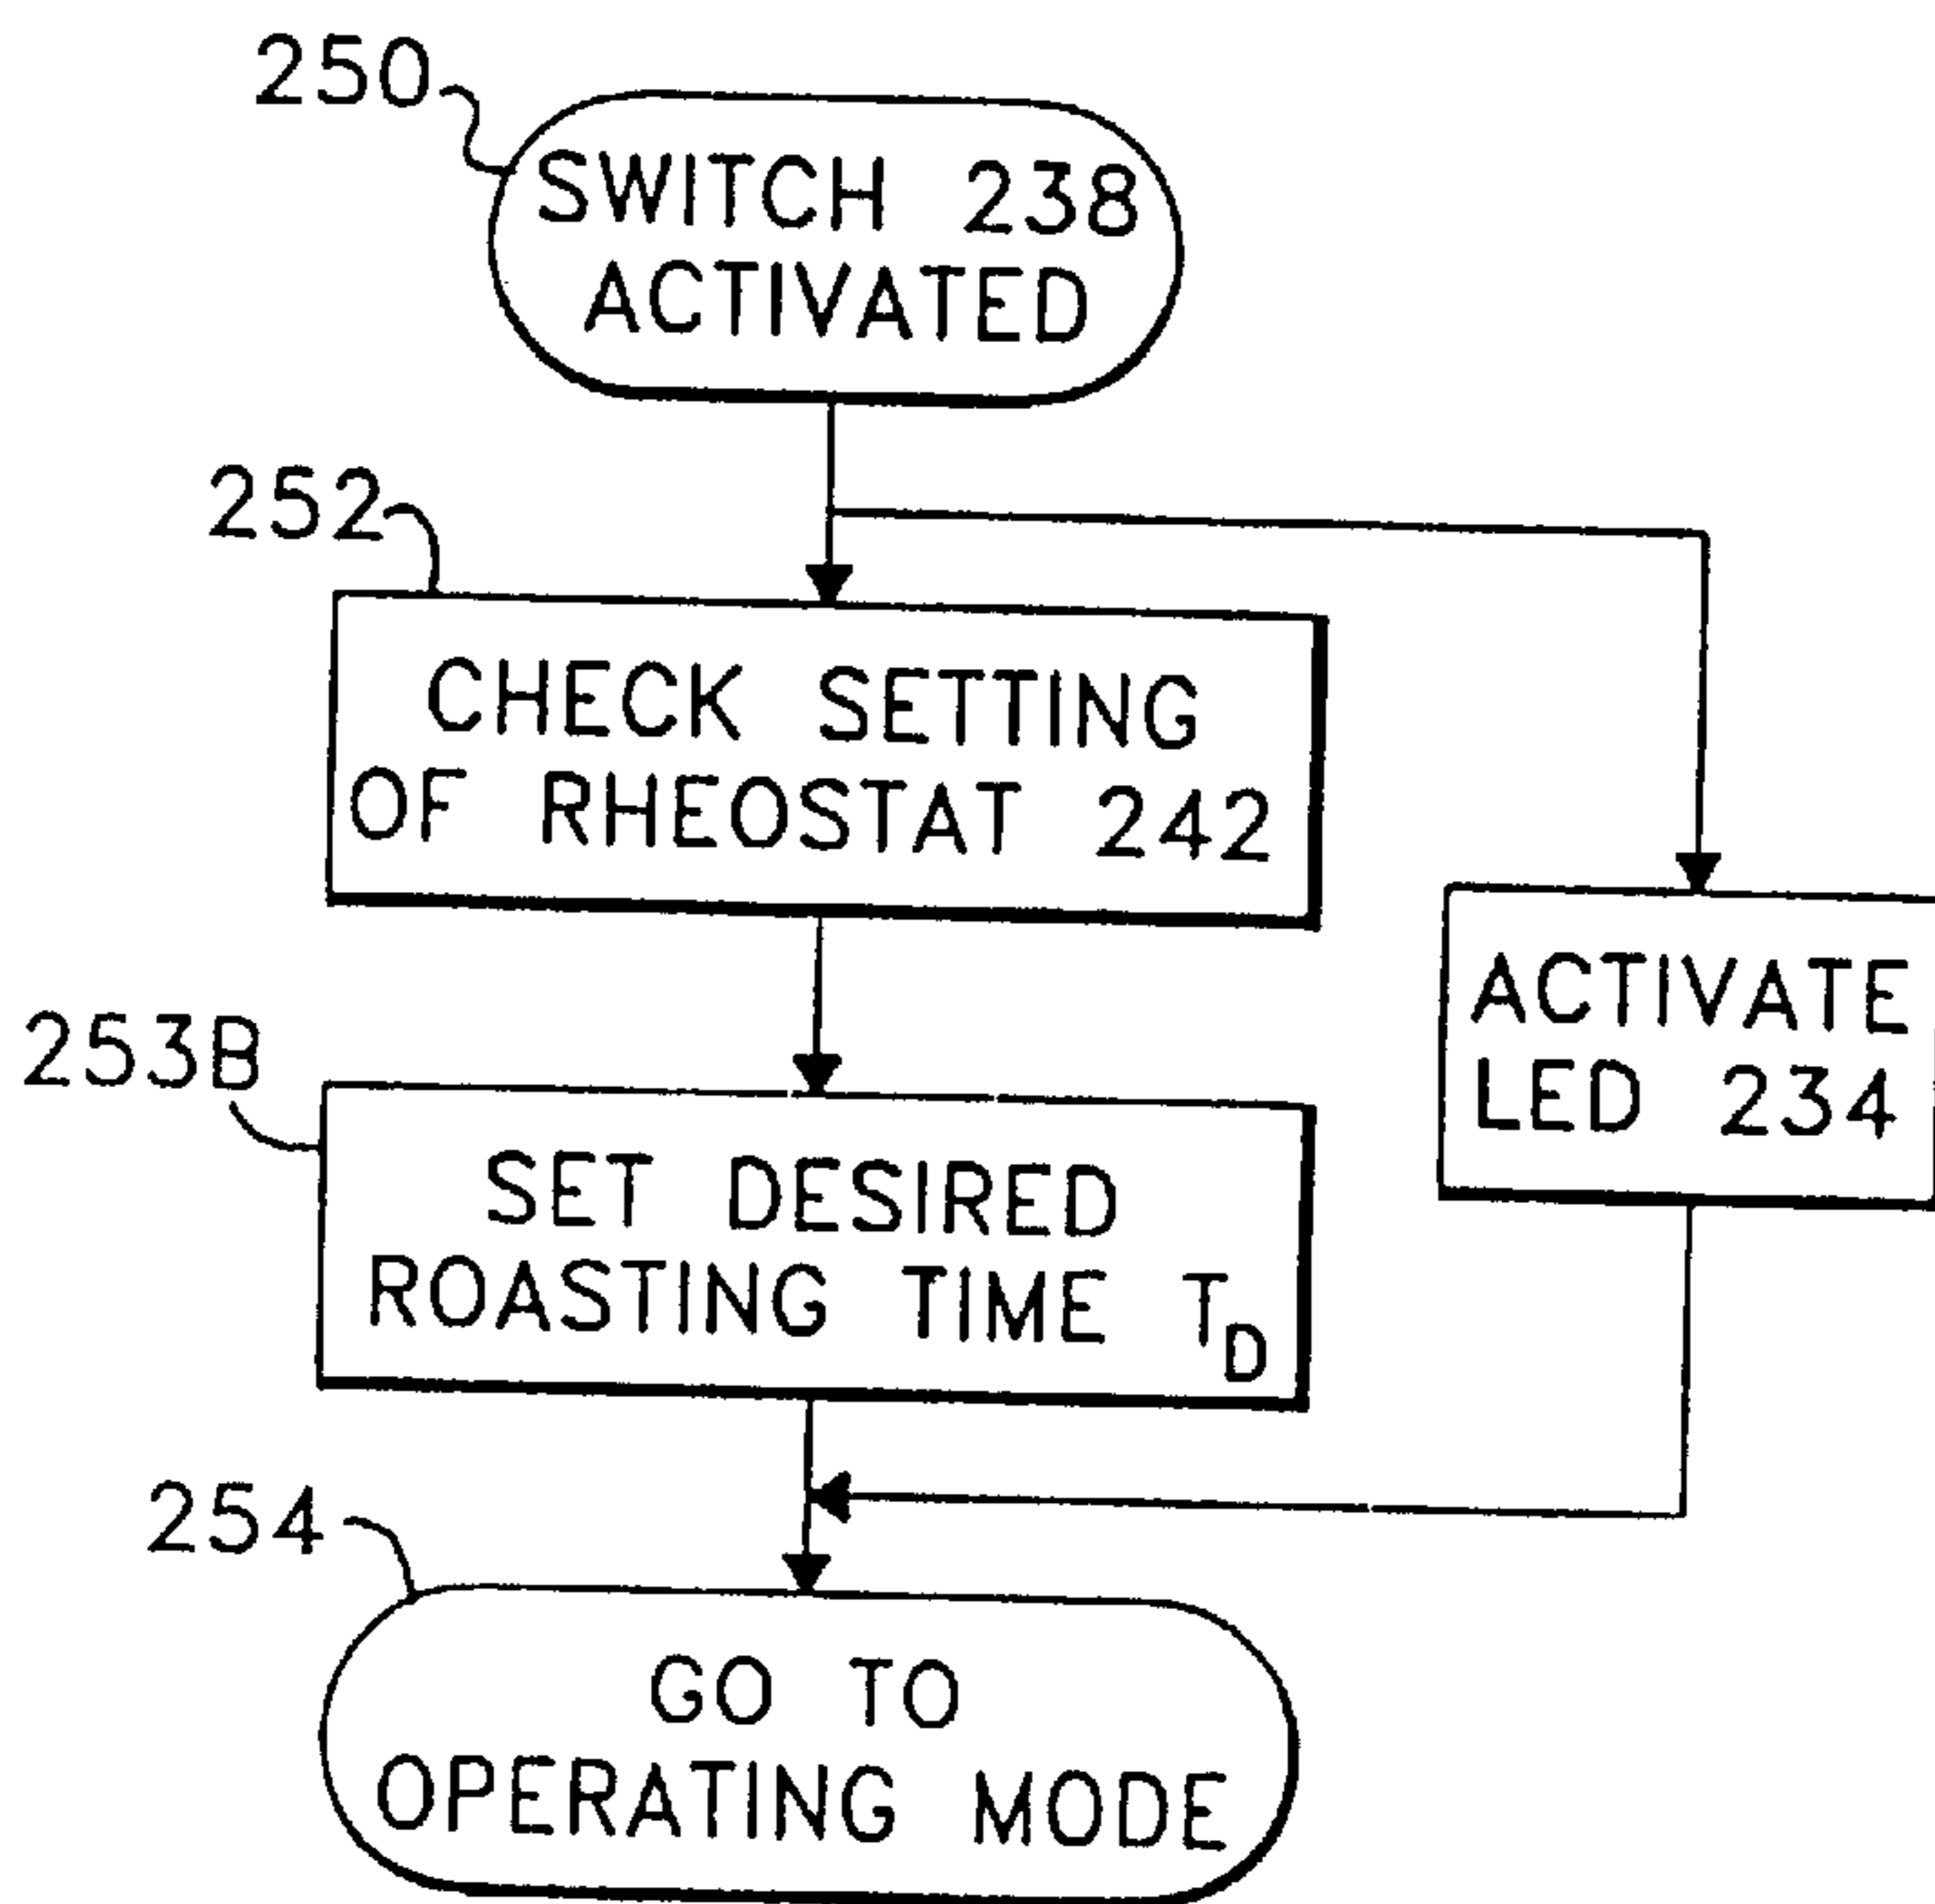 250
SWITCH 238
ACTIVATED
252
CHECK SETTING
OF RHEOSTAT 242
253B
SET DESIRED
ROASTING TIME TD
ACTIVATE
LED 234
254
GO TO
OPERATING MODE